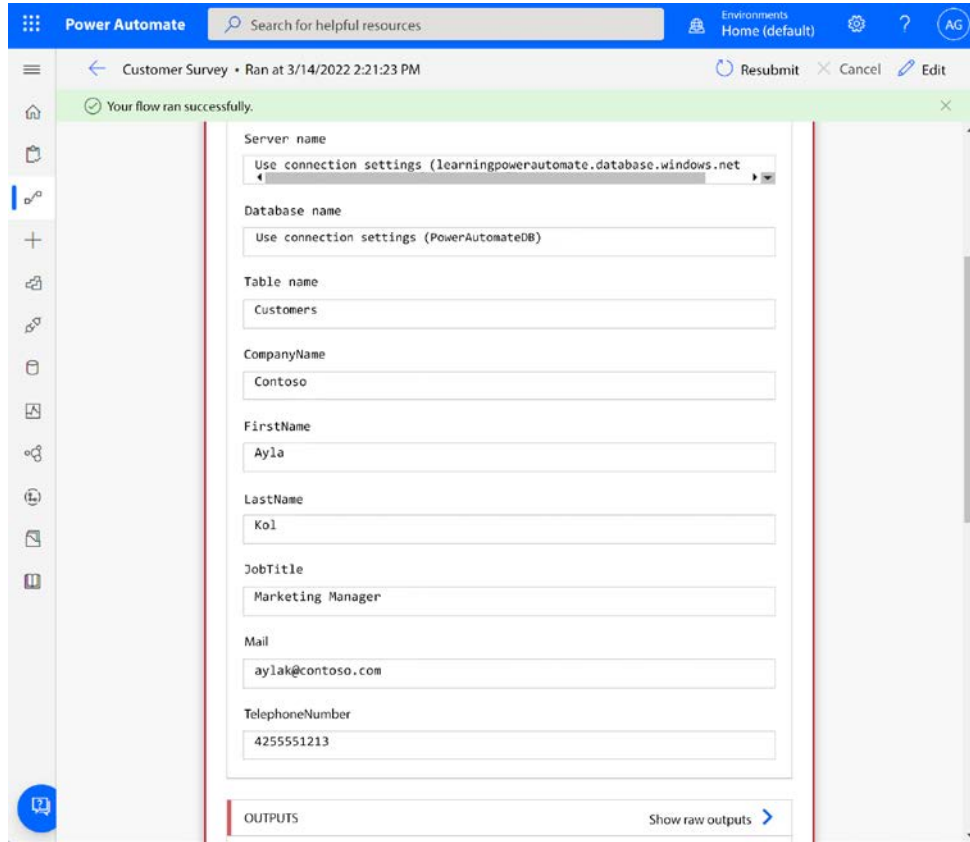 Power Automate
Search for helpful resources
Environments
Home (default)
?
AG
Customer Survey • Ran at 3/14/2022 2:21:23 PM
Resubmit
Cancel
Edit
Your flow ran successfully.
Server name
Use connection settings (learningpowerautomate.database.windows.net
Database name
Use connection settings (PowerAutomateDB)
Table name
Customers
CompanyName
Contoso
FirstName
Ayla
LastName
Kol
JobTitle
Marketing Manager
Mail
aylak@contoso.com
TelephoneNumber
4255551213
OUTPUTS
Show raw outputs